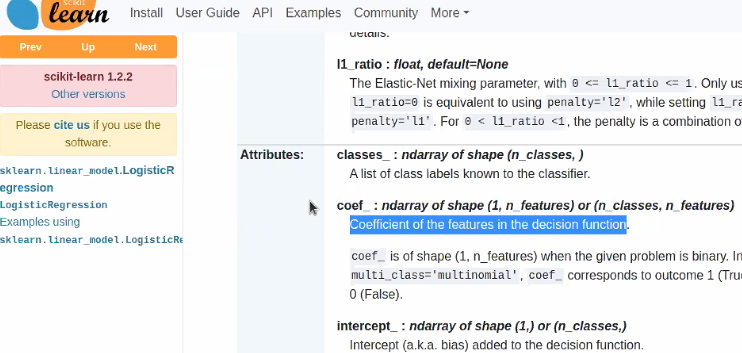 scikit
learn
Install User Guide API Examples Community More
Prev Up Next
scikit-learn 1.2.2
Other versions
Please cite us if you use the
software.
sklearn.linear_model.LogisticR
egression
LogisticRegression
Examples using
sklearn.linear_model.LogisticRe
details.
l1_ratio : float, default=None
The Elastic-Net mixing parameter, with 0 <= l1_ratio <= 1. Only us
l1_ratio=0 is equivalent to using penalty='l2', while setting l1_ra
penalty='l1'. For 0 < l1_ratio <1, the penalty is a combination o
Attributes:
classes_ : ndarray of shape (n_classes, )
A list of class labels known to the classifier.
coef_ : ndarray of shape (1, n_features) or (n_classes, n_features)
Coefficient of the features in the decision function.
coef_ is of shape (1, n_features) when the given problem is binary. In
multi_class='multinomial', coef_ corresponds to outcome 1 (Tru
0 (False).
intercept_ : ndarray of shape (1,) or (n_classes,)
Intercept (a.k.a. bias) added to the decision function.